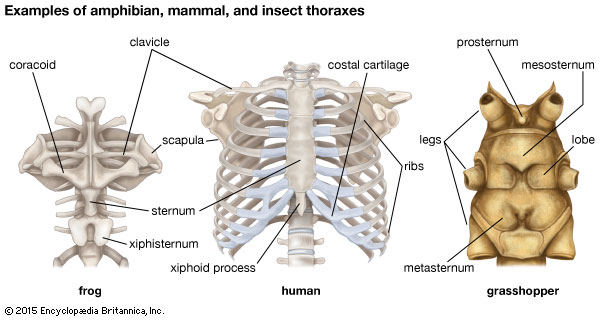 Examples of amphibian, mammal, and insect thoraxes
clavicle
coracoid
scapula
sternum
xiphisternum
xiphoid process
costal cartilage
ribs
prosternum
mesosternum
legs
lobe
metasternum
frog
human
grasshopper
© 2015 Encyclopædia Britannica, Inc.